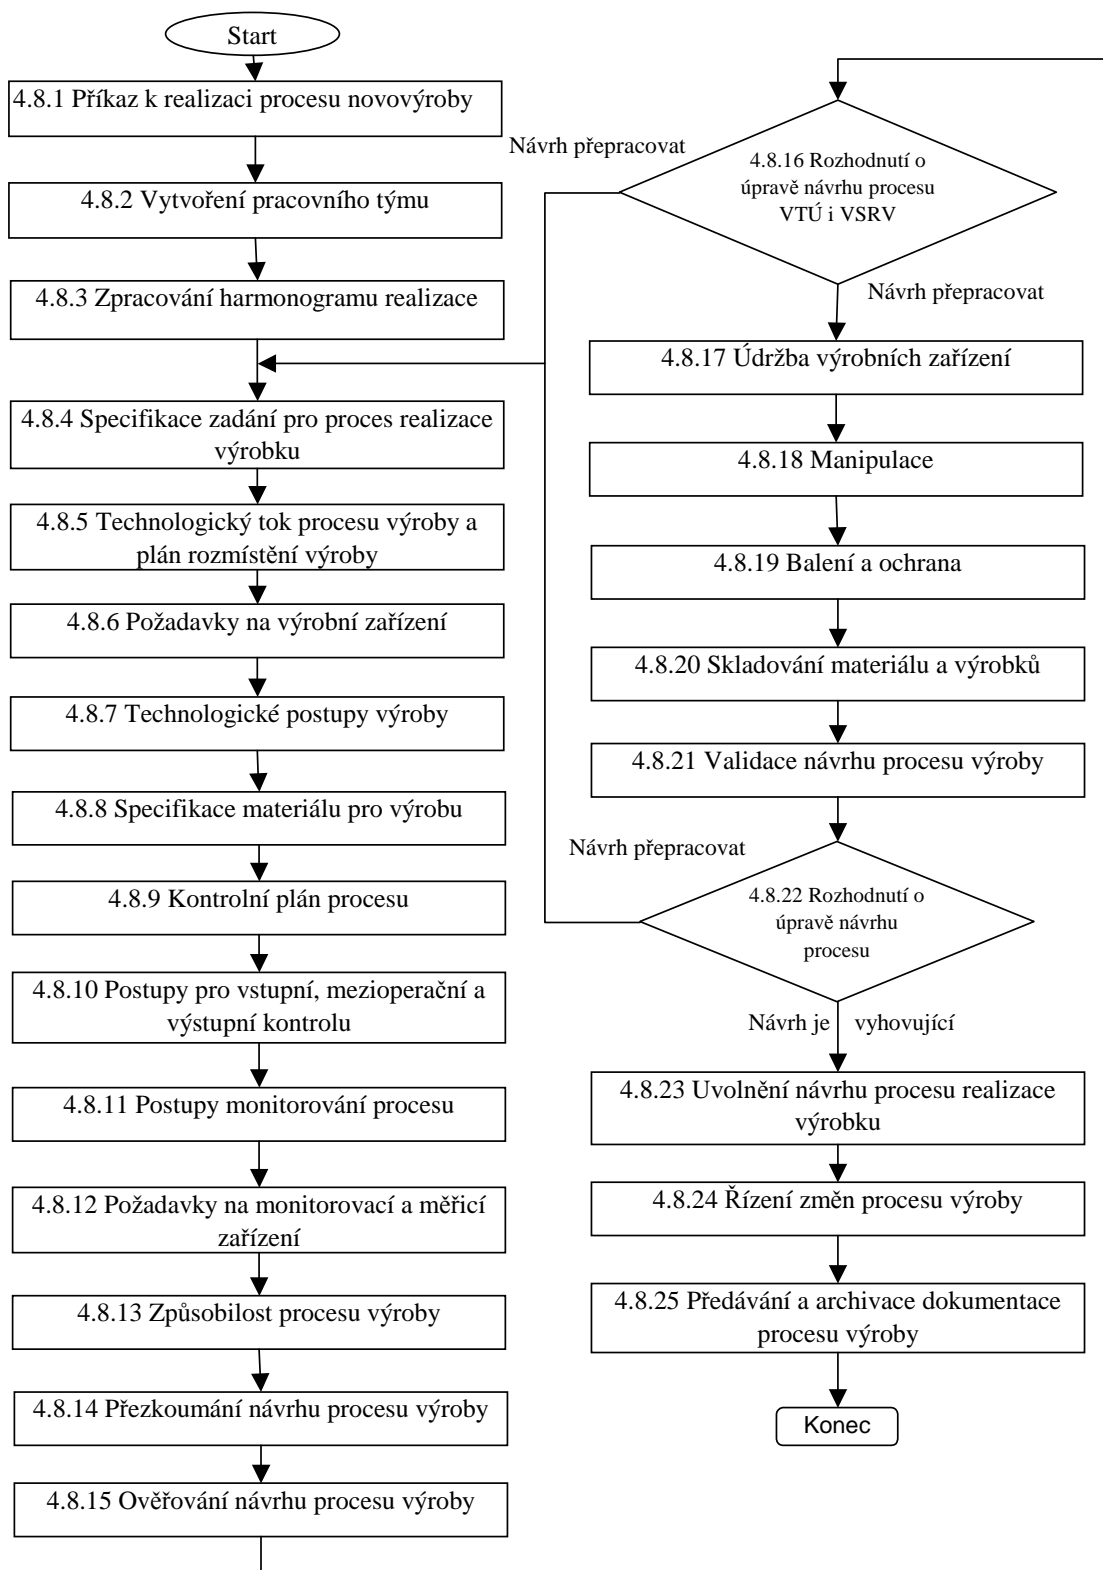 Start
4.8.1 Příkaz k realizaci procesu novovýroby
4.8.2 Vytvoření pracovního týmu
4.8.3 Zpracování harmonogramu realizace
4.8.4 Specifikace zadání pro proces realizace
výrobku
4.8.5 Technologický tok procesu výroby a
plán rozmístění výroby
4.8.6 Požadavky na výrobní zařízení
4.8.7 Technologické postupy výroby
4.8.8 Specifikace materiálu pro výrobu
4.8.9 Kontrolní plán procesu
4.8.10 Postupy pro vstupní, mezioperační a
výstupní kontrolu
4.8.11 Postupy monitorování procesu
4.8.12 Požadavky na monitorovací a měřicí
zařízení
4.8.13 Způsobilost procesu výroby
4.8.14 Přezkoumání návrhu procesu výroby
4.8.15 Ověřování návrhu procesu výroby
Návrh přepracovat
4.8.16 Rozhodnutí o
úpravě návrhu procesu
VTÚ i VSRV
Návrh přepracovat
4.8.17 Údržba výrobních zařízení
4.8.18 Manipulace
4.8.19 Balení a ochrana
4.8.20 Skladování materiálu a výrobků
4.8.21 Validace návrhu procesu výroby
Návrh přepracovat
4.8.22 Rozhodnutí o
úpravě návrhu
procesu
Návrh je vyhovující
4.8.23 Uvolnění návrhu procesu realizace
výrobku
4.8.24 Řízení změn procesu výroby
4.8.25 Předávání a archivace dokumentace
procesu výroby
Konec